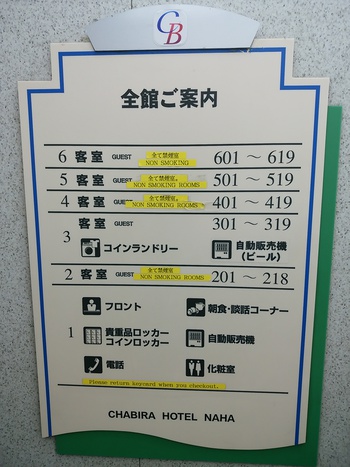 CB
全館ご案内
6 客室 GUEST 全て禁煙室 NON SMOKING 601 ～ 619
5 客室 GUEST 全て禁煙室。 NON SMOKING ROOMS 501 ～ 519
4 客室 GUEST 全て禁煙室。 NON SMOKING ROOMS 401 ～ 419
客室 GUEST 301 ～ 319
3
コインランドリー 自動販売機
(ビール)
2 客室 GUEST 全て禁煙室 NON SMOKING ROOMS 201 ～ 218
フロント 朝食・談話コーナー
1 貴重品ロッカー 自動販売機
コインロッカー
電話 化粧室
Please return keycard when you checkout.
CHABIRA HOTEL NAHA